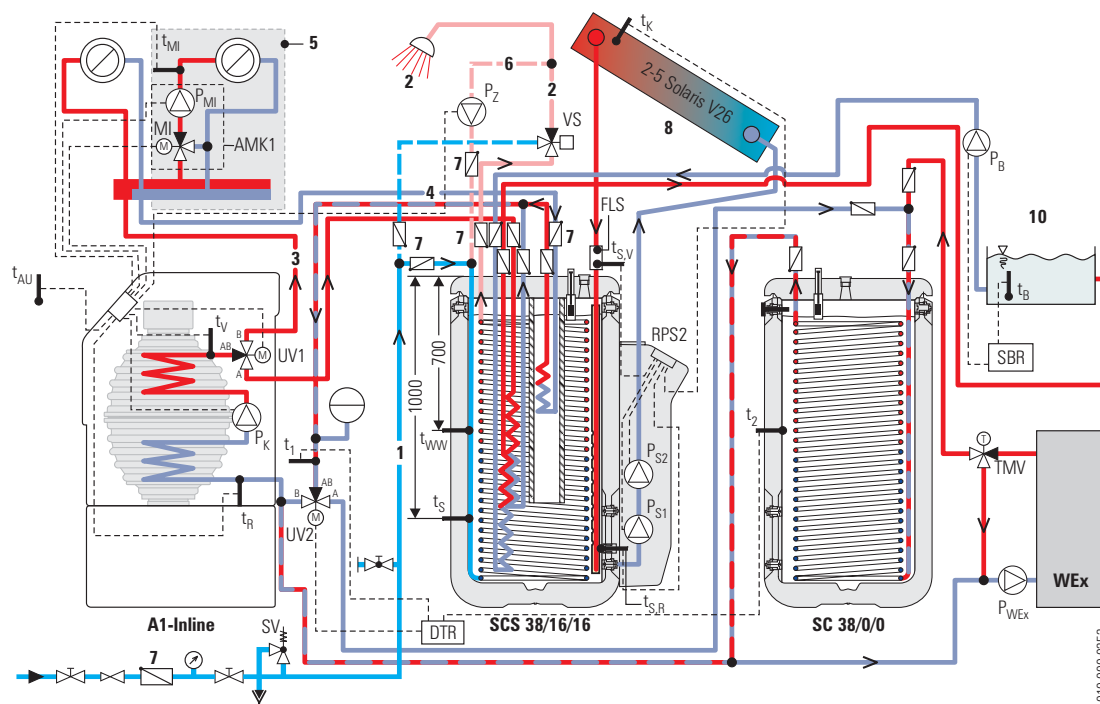 t_MI
5
P_MI
MI
M
AMK1
2
6
2
P_Z
VS
7
t_K
2-5 Solaris V26
8
P_B
10
t_B
SBR
4
3
7
7
7
FLS
t_S,V
RPS2
t_AU
t_V
B
AB
A
M
UV1
P_K
t_1
t_R
B
AB
A
M
UV2
1
700
1000
t_WW
t_S
P_S2
P_S1
t_S,R
t_2
T
TMV
WEx
P_WEx
A1-Inline
SCS 38/16/16
SC 38/0/0
DTR
SV
7